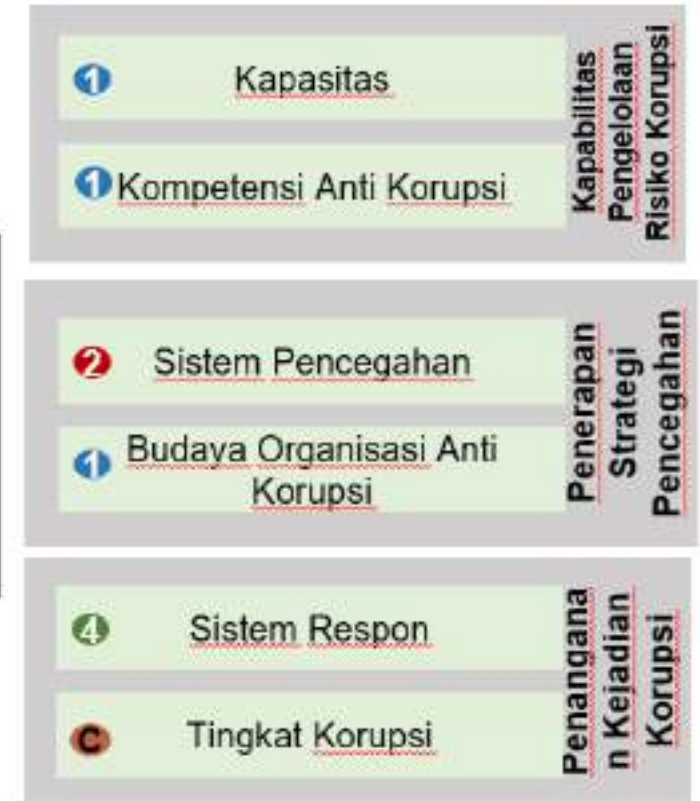 1 Kapasitas
1 Kompetensi Anti Korupsi
Kapabilitas
Pengelolaan
Risiko Korupsi
2 Sistem Pencegahan
1 Budaya Organisasi Anti
Korupsi
Penerapan
Strategi
Pencegahan
4 Sistem Respon
C Tingkat Korupsi
Penangana
n Kejadian
Korupsi